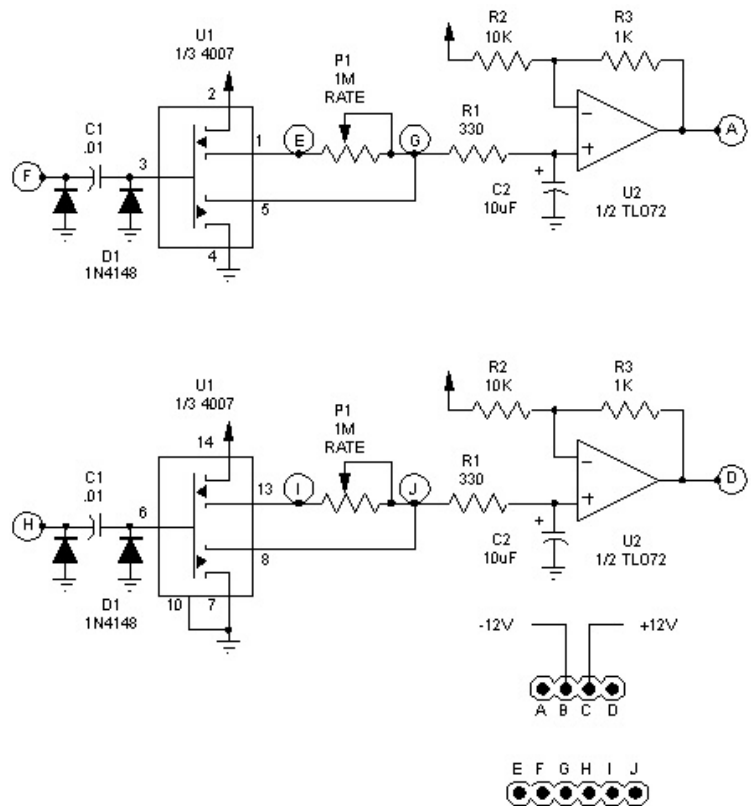 U1
1/3 4007
2
P1
1M
RATE
R2
10K
R3
1K
C1
.01
3
1
E
G
R1
330
-
+
A
F
5
+
C2
10uF
U2
1/2 TL072
D1
1N4148
4
U1
1/3 4007
14
P1
1M
RATE
R2
10K
R3
1K
C1
.01
6
13
I
J
R1
330
-
+
D
H
8
+
C2
10uF
U2
1/2 TL072
D1
1N4148
10
7
-12V
+12V
A B C D
E F G H I J